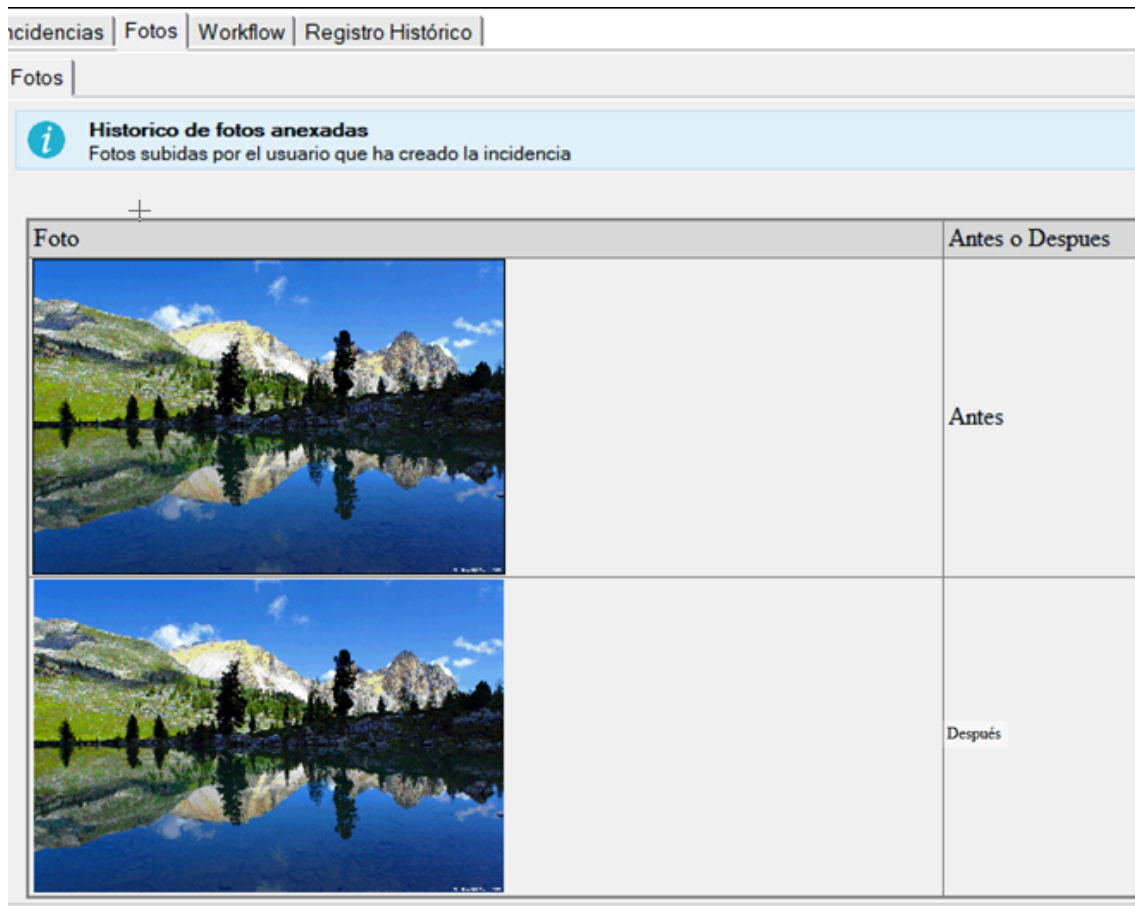 ncidencias Fotos Workflow Registro Histórico
Fotos
Historico de fotos anexadas
Fotos subidas por el usuario que ha creado la incidencia
Foto Antes o Despues
Antes
Después